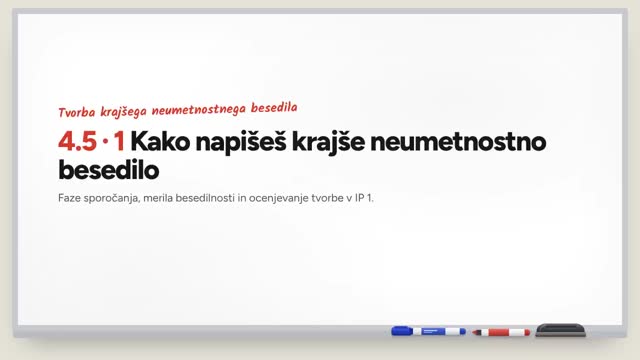 Tvorba krajšega neumetnostnega besedila
4.5 · 1 Kako napišeš krajše neumetnostno
besedilo
Faze sporočanja, merila besedilnosti in ocenjevanje tvorbe v IP 1.